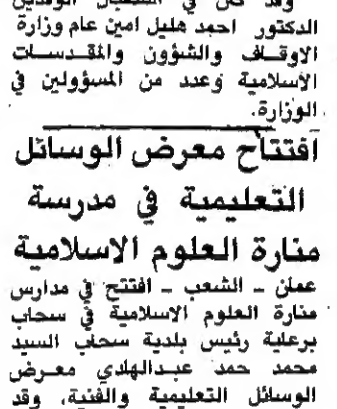 وقد كان في استقبال الوفدين
الدكتور احمد هليل امين عام وزارة
الاوقاف والشؤون والمقدسات
الاسلامية وعدد من المسؤولين في
الوزارة.
افتتاح معرض الوسائل
التعليمية في مدرسة
منارة العلوم الاسلامية
عمان ـ الشعب ـ افتتح في مدارس
منارة العلوم الاسلامية في سحاب
برعلية رئيس بلدية سحاب السيد
محمد حمد عبدالهادي معرض
الوسائل التعليمية والفنية، وقد